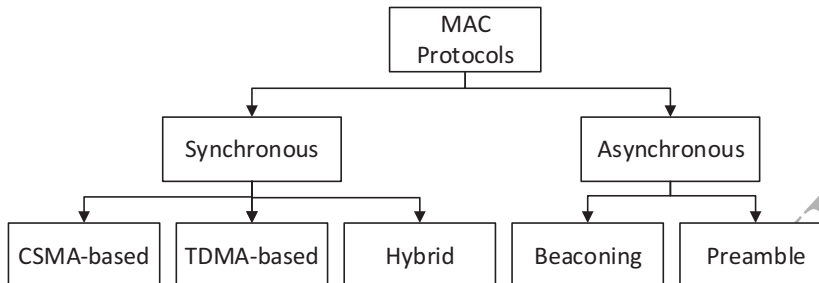 MAC
Protocols
Synchronous
Asynchronous
CSMA-based
TDMA-based
Hybrid
Beaconing
Preamble